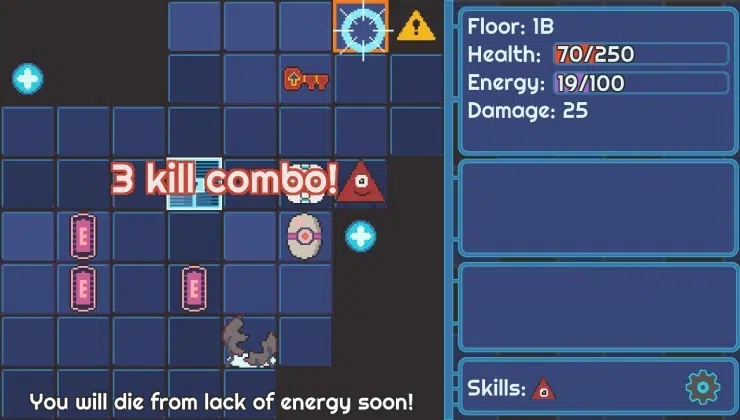 Floor: 1B
Health: 70/250
Energy: 19/100
Damage: 25
3 kill combo!
E
E
E
You will die from lack of energy soon!
Skills: